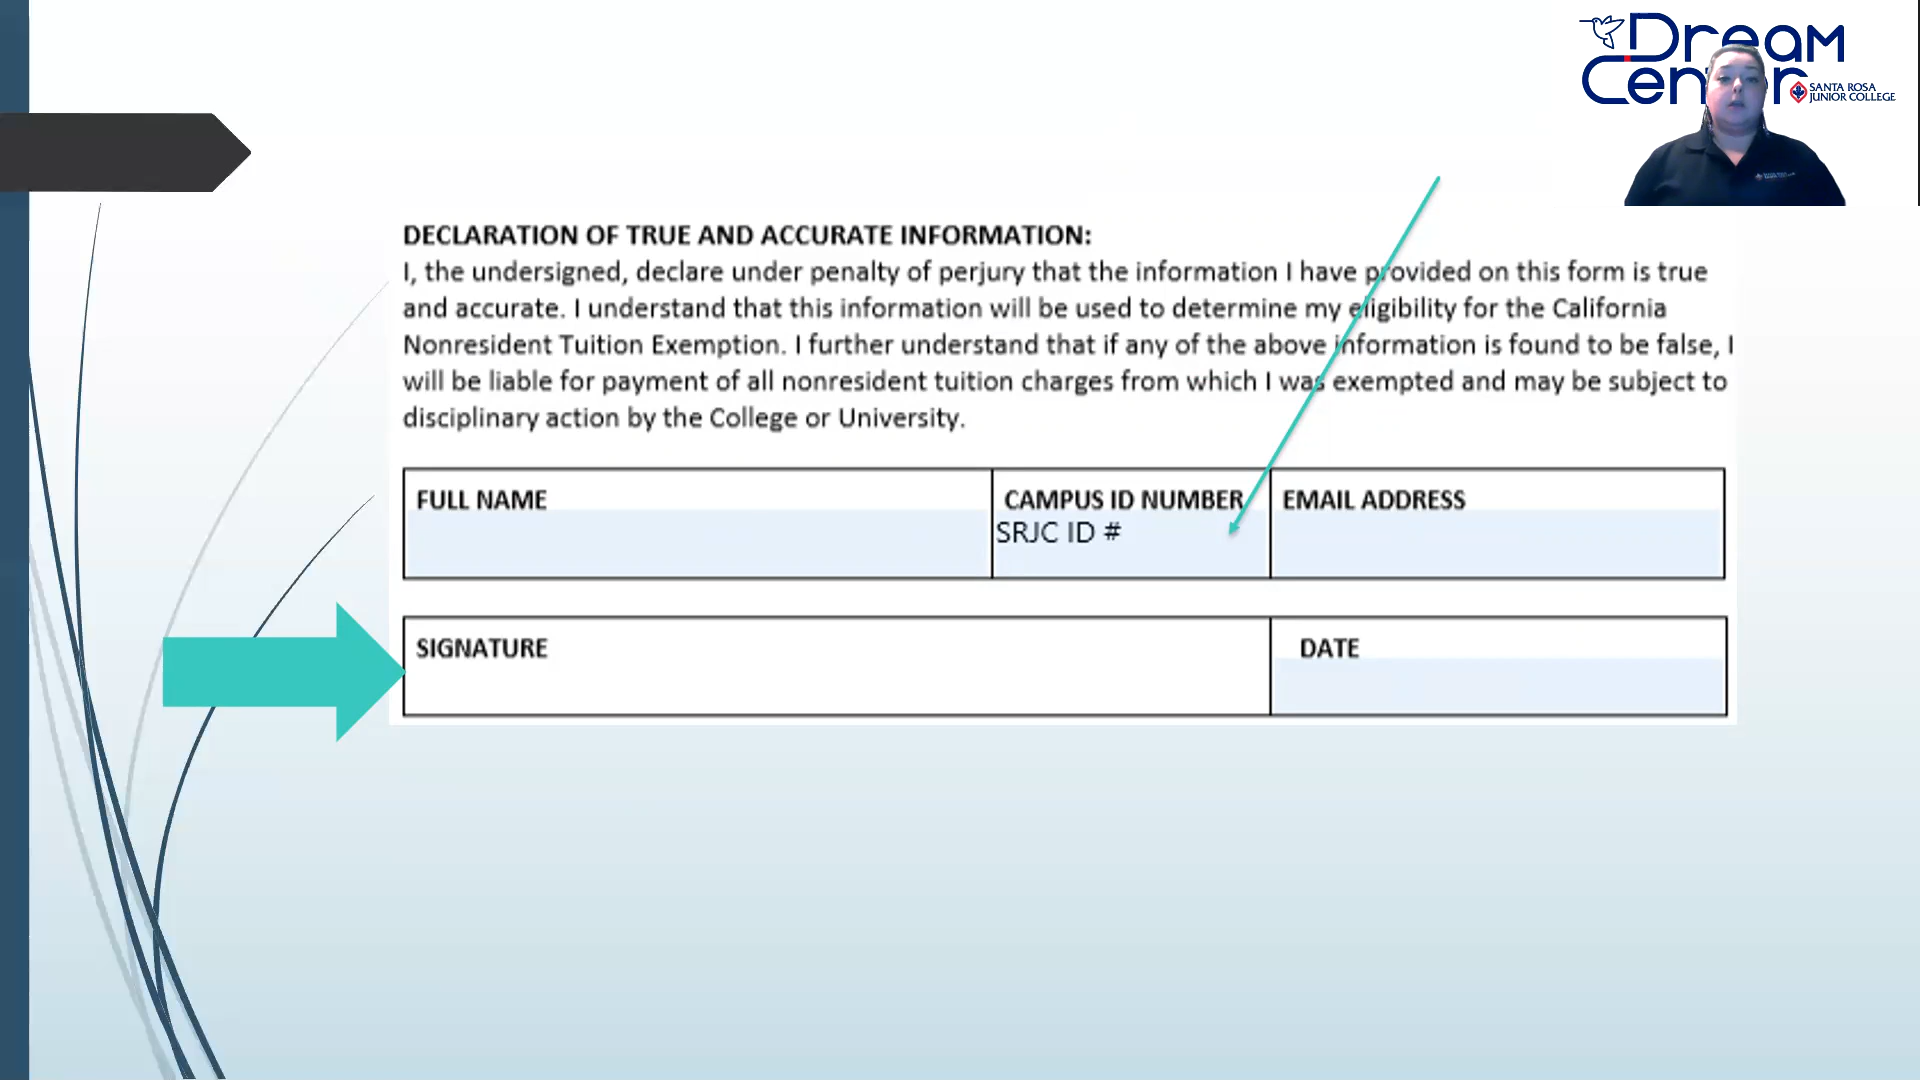 Dream
Center
SANTA ROSA
JUNIOR COLLEGE
DECLARATION OF TRUE AND ACCURATE INFORMATION:
I, the undersigned, declare under penalty of perjury that the information I have provided on this form is true
and accurate. I understand that this information will be used to determine my eligibility for the California
Nonresident Tuition Exemption. I further understand that if any of the above information is found to be false, I
will be liable for payment of all nonresident tuition charges from which I was exempted and may be subject to
disciplinary action by the College or University.
FULL NAME
CAMPUS ID NUMBER
EMAIL ADDRESS
SRJC ID #
SIGNATURE
DATE